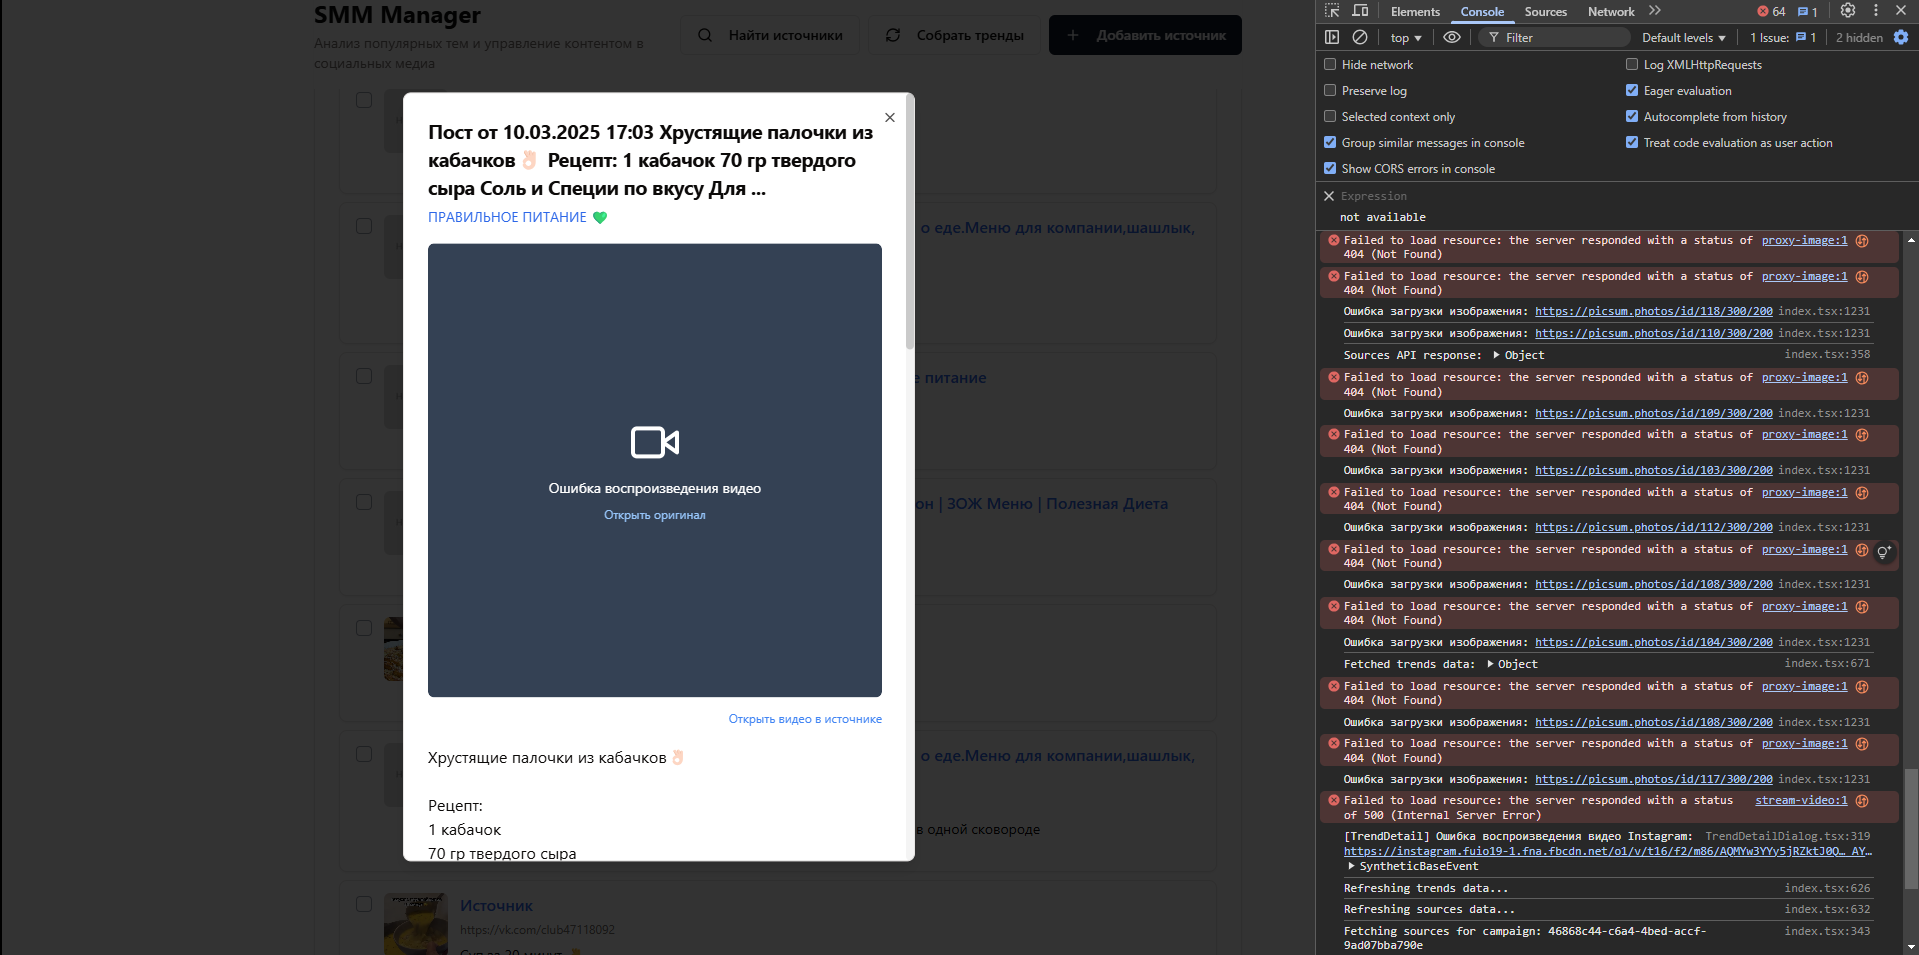 SMM Manager
Анализ популярных тем и управление контентом в
социальных медиа
Найти источники
Собрать тренды
Добавить источник
Пост от 10.03.2025 17:03 Хрустящие палочки из
кабачков👌🏻 Рецепт: 1 кабачок 70 гр твердого
сыра Соль и Специи по вкусу Для ...
ПРАВИЛЬНОЕ ПИТАНИЕ 💚
о еде.Меню для компании,шашлык,
е питание
он | ЗОЖ Меню | Полезная Диета
Ошибка воспроизведения видео
Открыть оригинал
Открыть видео в источнике
Хрустящие палочки из кабачков👌🏻
о еде.Меню для компании,шашлык,
Рецепт:
1 кабачок
в одной сковороде
70 гр твердого сыра
Источник
https://vk.com/club47118092
Elements
Console
Sources
Network
64
1
top
Filter
Default levels
1 Issue: 1
2 hidden
Hide network
Log XMLHttpRequests
Preserve log
Eager evaluation
Selected context only
Autocomplete from history
Group similar messages in console
Treat code evaluation as user action
Show CORS errors in console
Expression
not available
Failed to load resource: the server responded with a status of proxy-image:1
404 (Not Found)
Failed to load resource: the server responded with a status of proxy-image:1
404 (Not Found)
Ошибка загрузки изображения: https://picsum.photos/id/118/300/200 index.tsx:1231
Ошибка загрузки изображения: https://picsum.photos/id/110/300/200 index.tsx:1231
Sources API response: Object index.tsx:358
Failed to load resource: the server responded with a status of proxy-image:1
404 (Not Found)
Ошибка загрузки изображения: https://picsum.photos/id/109/300/200 index.tsx:1231
Failed to load resource: the server responded with a status of proxy-image:1
404 (Not Found)
Ошибка загрузки изображения: https://picsum.photos/id/103/300/200 index.tsx:1231
Failed to load resource: the server responded with a status of proxy-image:1
404 (Not Found)
Ошибка загрузки изображения: https://picsum.photos/id/112/300/200 index.tsx:1231
Failed to load resource: the server responded with a status of proxy-image:1
404 (Not Found)
Ошибка загрузки изображения: https://picsum.photos/id/108/300/200 index.tsx:1231
Failed to load resource: the server responded with a status of proxy-image:1
404 (Not Found)
Ошибка загрузки изображения: https://picsum.photos/id/104/300/200 index.tsx:1231
Fetched trends data: Object index.tsx:671
Failed to load resource: the server responded with a status of proxy-image:1
404 (Not Found)
Ошибка загрузки изображения: https://picsum.photos/id/108/300/200 index.tsx:1231
Failed to load resource: the server responded with a status of proxy-image:1
404 (Not Found)
Ошибка загрузки изображения: https://picsum.photos/id/117/300/200 index.tsx:1231
Failed to load resource: the server responded with a status stream-video:1
of 500 (Internal Server Error)
[TrendDetail] Ошибка воспроизведения видео Instagram: TrendDetailDialog.tsx:319
https://instagram.fuio19-1.fna.fbcdn.net/o1/v/t16/f2/m86/AQMYw3YYy5jRZktJ0Q… AY…
SyntheticBaseEvent
Refreshing trends data... index.tsx:626
Refreshing sources data... index.tsx:632
Fetching sources for campaign: 46868c44-c6a4-4bed-accf- index.tsx:343
9ad07bba790e